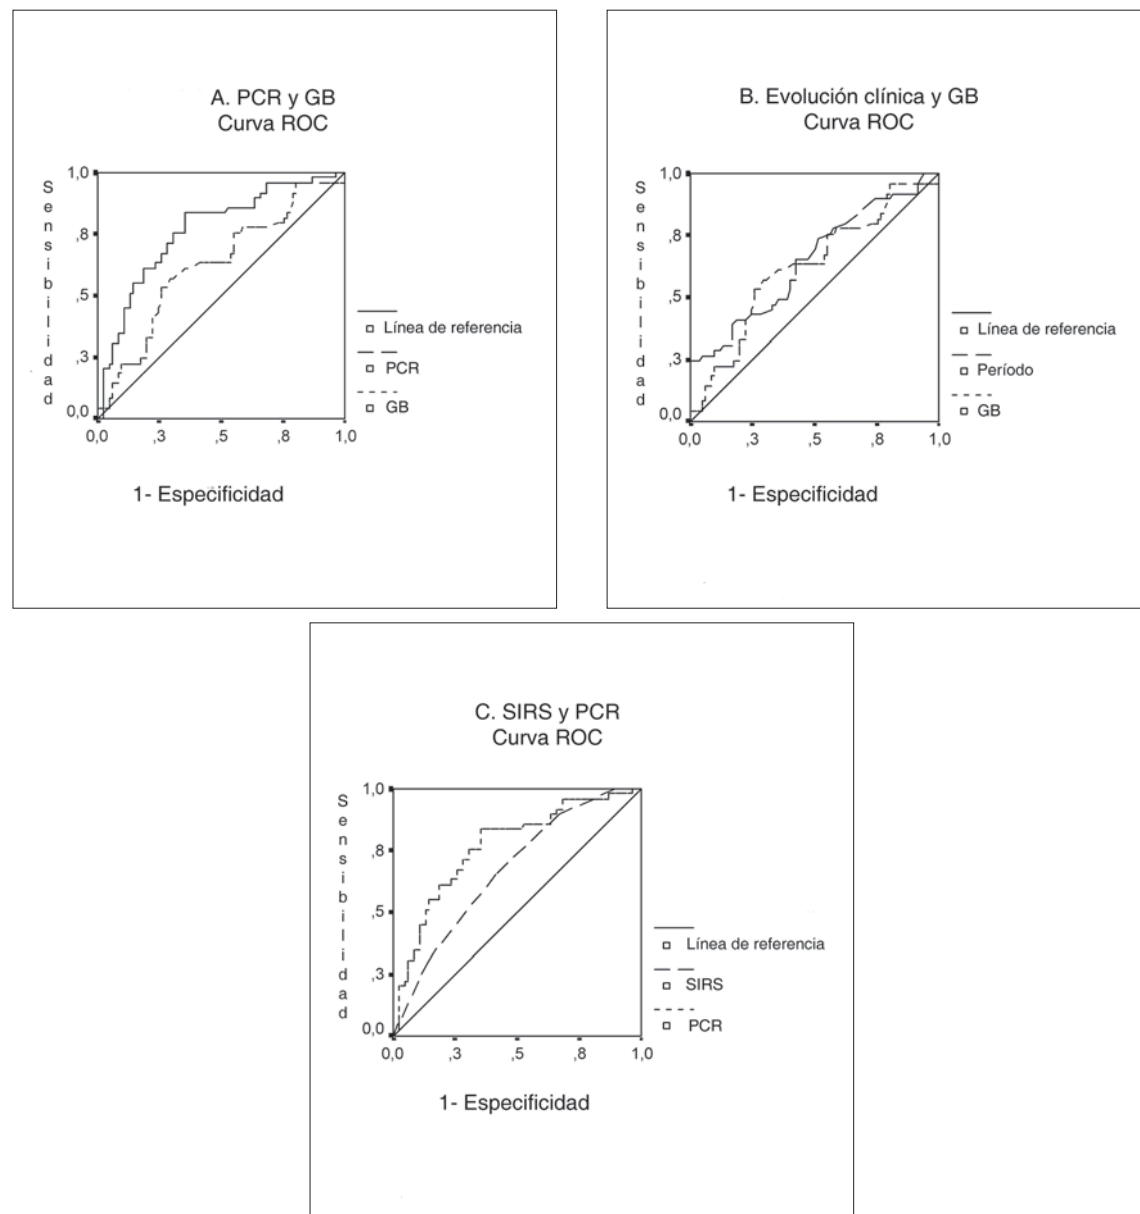 A. PCR y GB
Curva ROC
Sensibilidad
1,0
,8
,5
,3
0,0
0,0 ,3 ,5 ,8 1,0
1- Especificidad
Línea de referencia
PCR
GB
B. Evolución clínica y GB
Curva ROC
Sensibilidad
1,0
,8
,5
,3
0,0
0,0 ,3 ,5 ,8 1,0
1- Especificidad
Línea de referencia
Período
GB
C. SIRS y PCR
Curva ROC
Sensibilidad
1,0
,8
,5
,3
0,0
0,0 ,3 ,5 ,8 1,0
1- Especificidad
Línea de referencia
SIRS
PCR